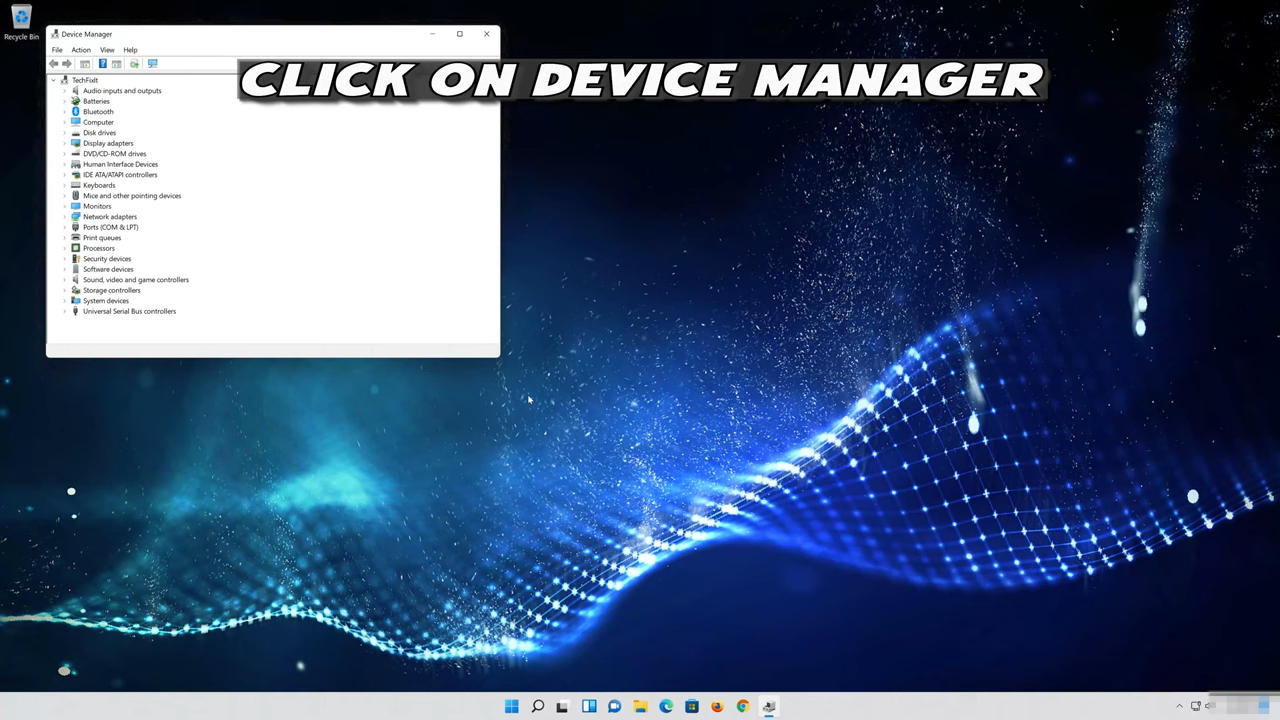 Recycle Bin
Device Manager
File Action View Help
CLICK ON DEVICE MANAGER
TechFixIt
Audio inputs and outputs
Batteries
Bluetooth
Computer
Disk drives
Display adapters
DVD/CD-ROM drives
Human Interface Devices
IDE ATA/ATAPI controllers
Keyboards
Mice and other pointing devices
Monitors
Network adapters
Ports (COM & LPT)
Print queues
Processors
Security devices
Software devices
Sound, video and game controllers
Storage controllers
System devices
Universal Serial Bus controllers